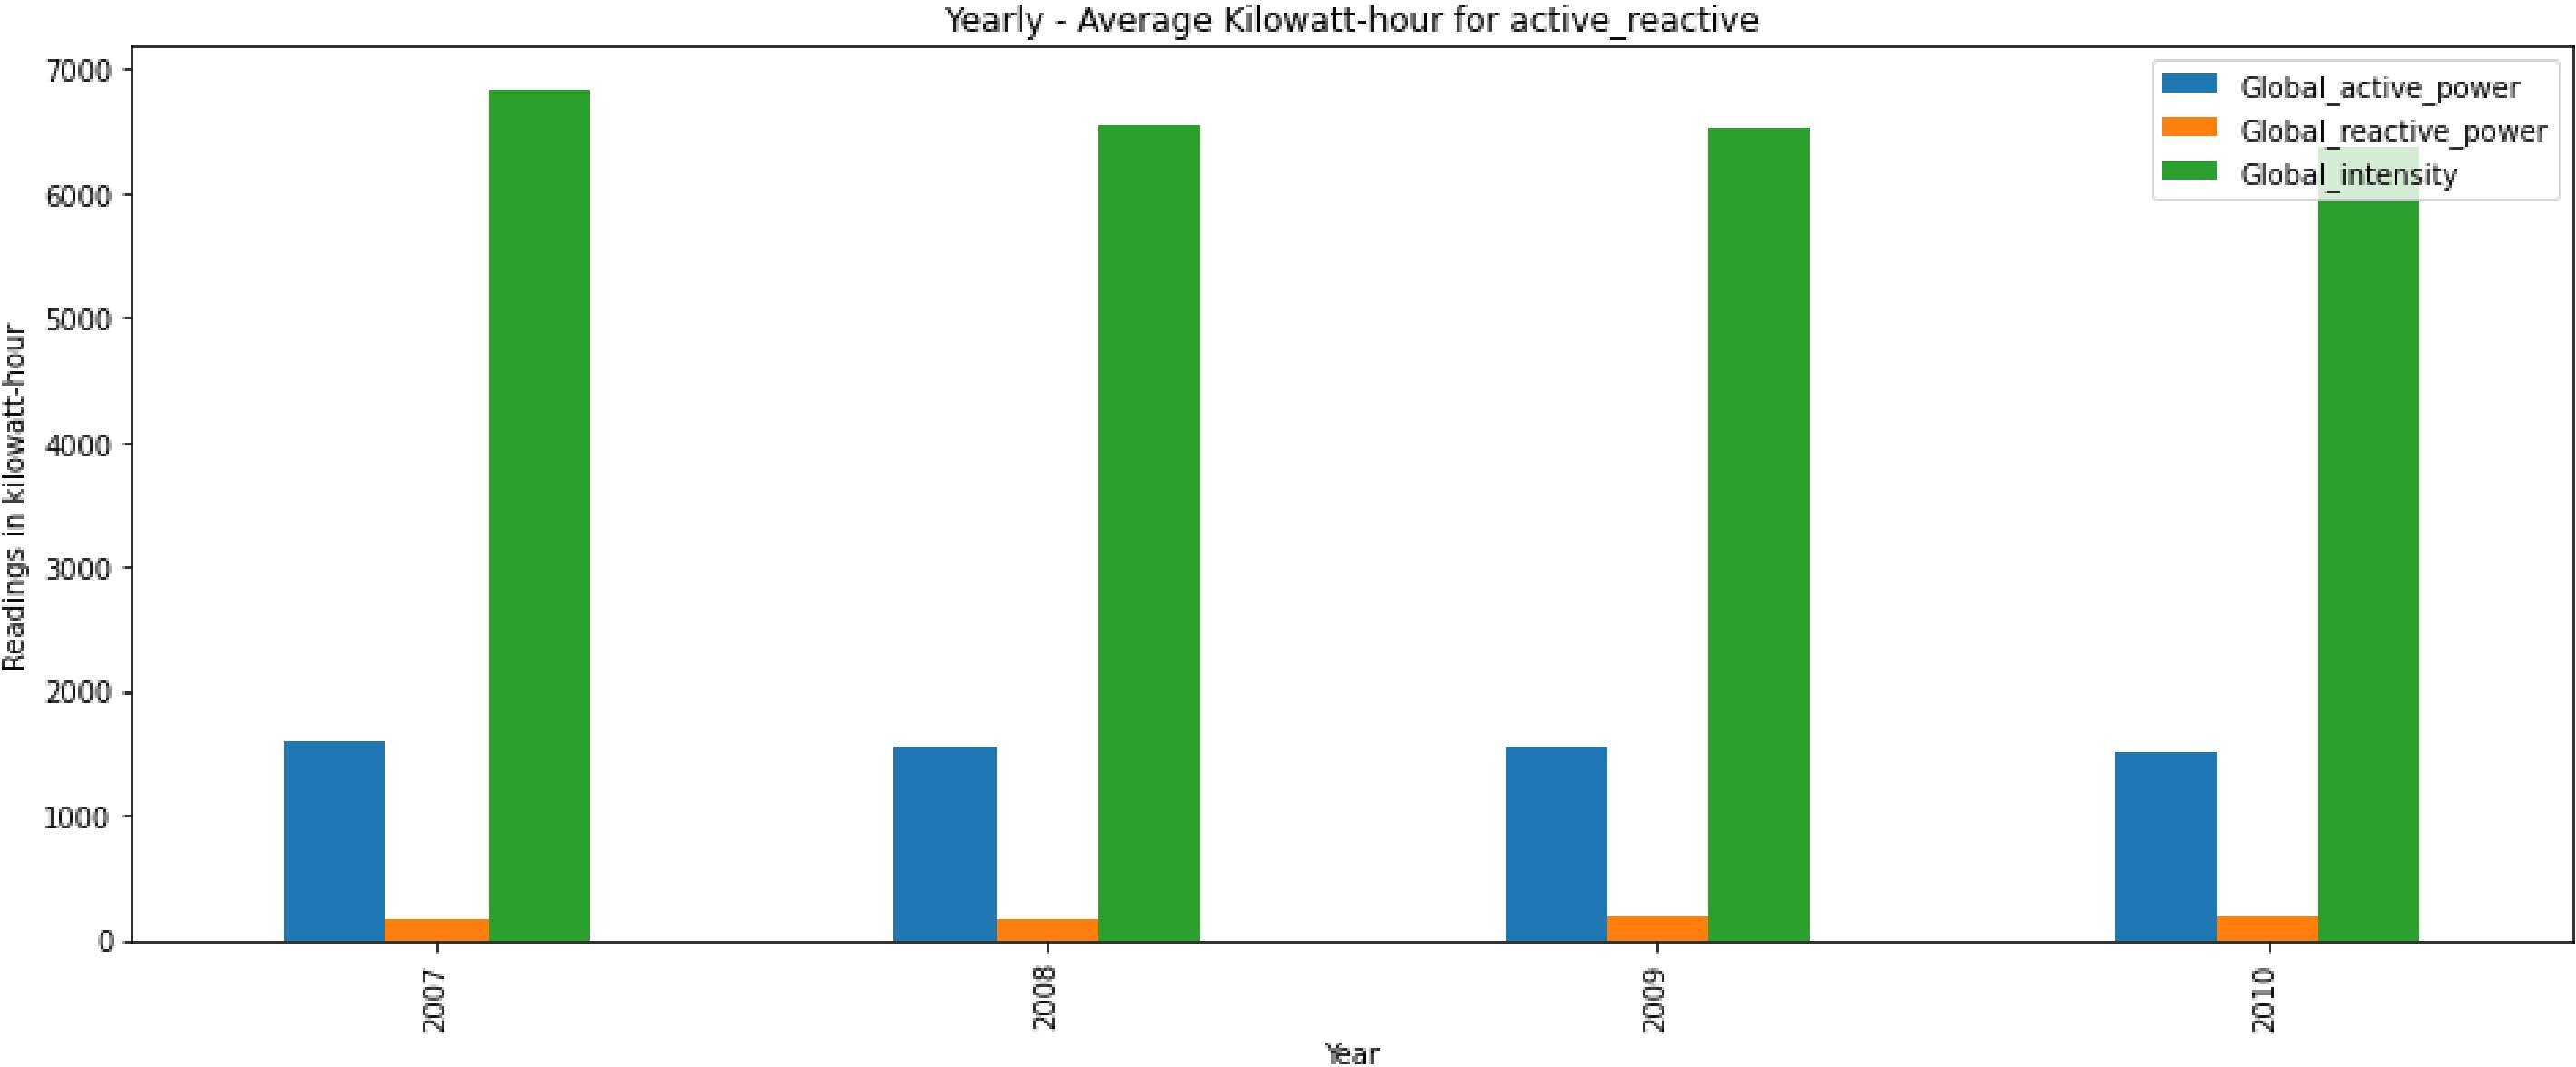 Yearly - Average Kilowatt-hour for active_reactive
Global_active_power
Global_reactive_power
Global_intensity
Readings in kilowatt-hour
7000
6000
5000
4000
3000
2000
1000
0
2007
2008
2009
2010
Year